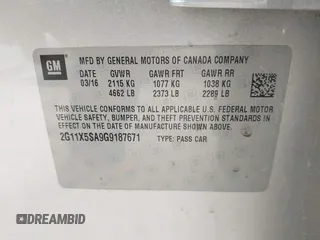 GM
MFD BY GENERAL MOTORS OF CANADA COMPANY
DATE GVWR GAWR FRT GAWR RR
03/16 2115 KG 1077 KG 1038 KG
4662 LB 2373 LB 2289 LB
THIS VEHICLE CONFORMS TO ALL APPLICABLE U.S. FEDERAL MOTOR
VEHICLE SAFETY, BUMPER, AND THEFT PREVENTION STANDARDS
IN EFFECT ON THE DATE OF MANUFACTURE SHOWN ABOVE.
2G11X5SA9G9187671 TYPE: PASS CAR
DREAMBID